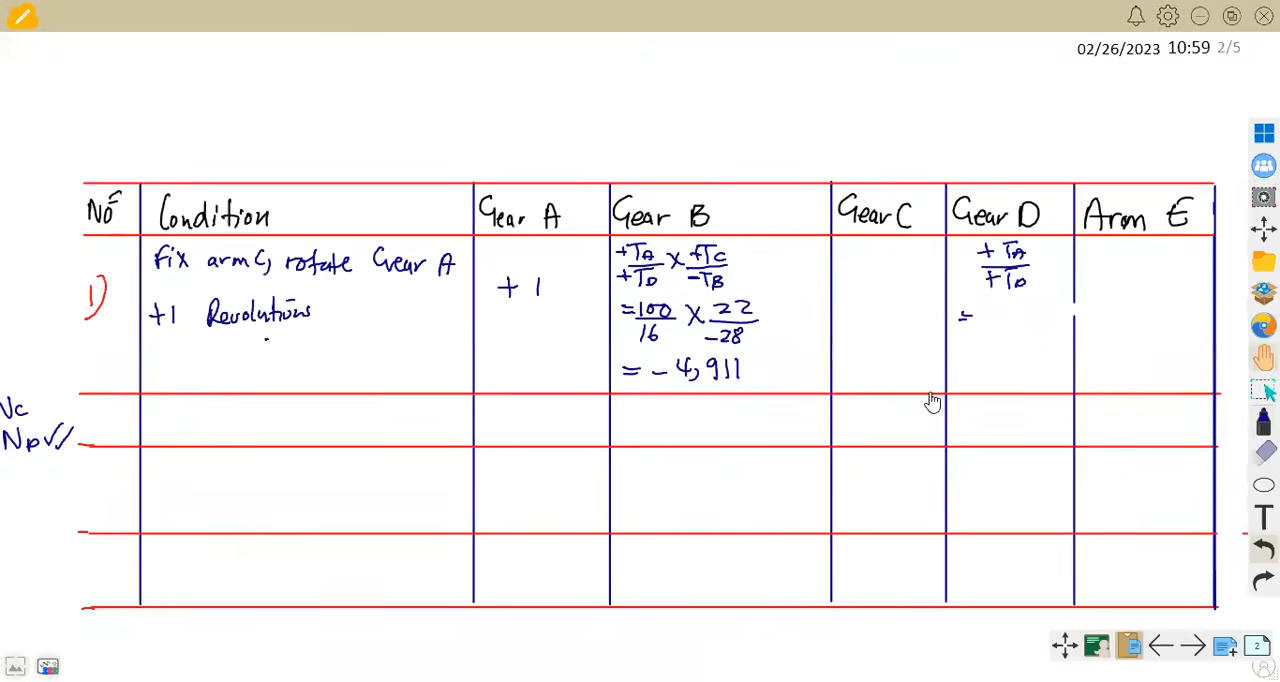 02/26/2023 10:59 2/5
No Condition Gear A Gear B Gear C Gear D Arm E
1) Fix arm C, rotate Gear A
+1 Revolutions
+1
+TA/+TD × +TC/-TB
= 100/16 × 22/-28
= - 4,911
+ TA/+TD
=
Nc
ND ✓✓
T
2